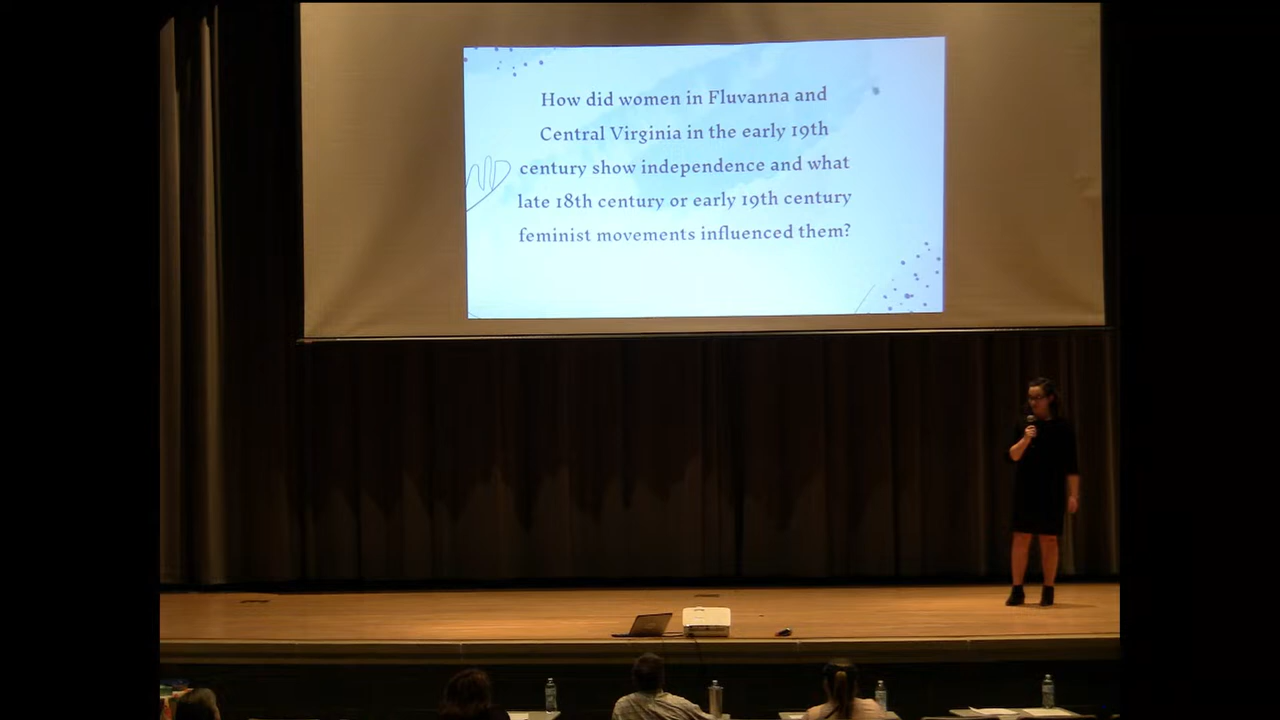 How did women in Fluvanna and
Central Virginia in the early 19th
century show independence and what
late 18th century or early 19th century
feminist movements influenced them?